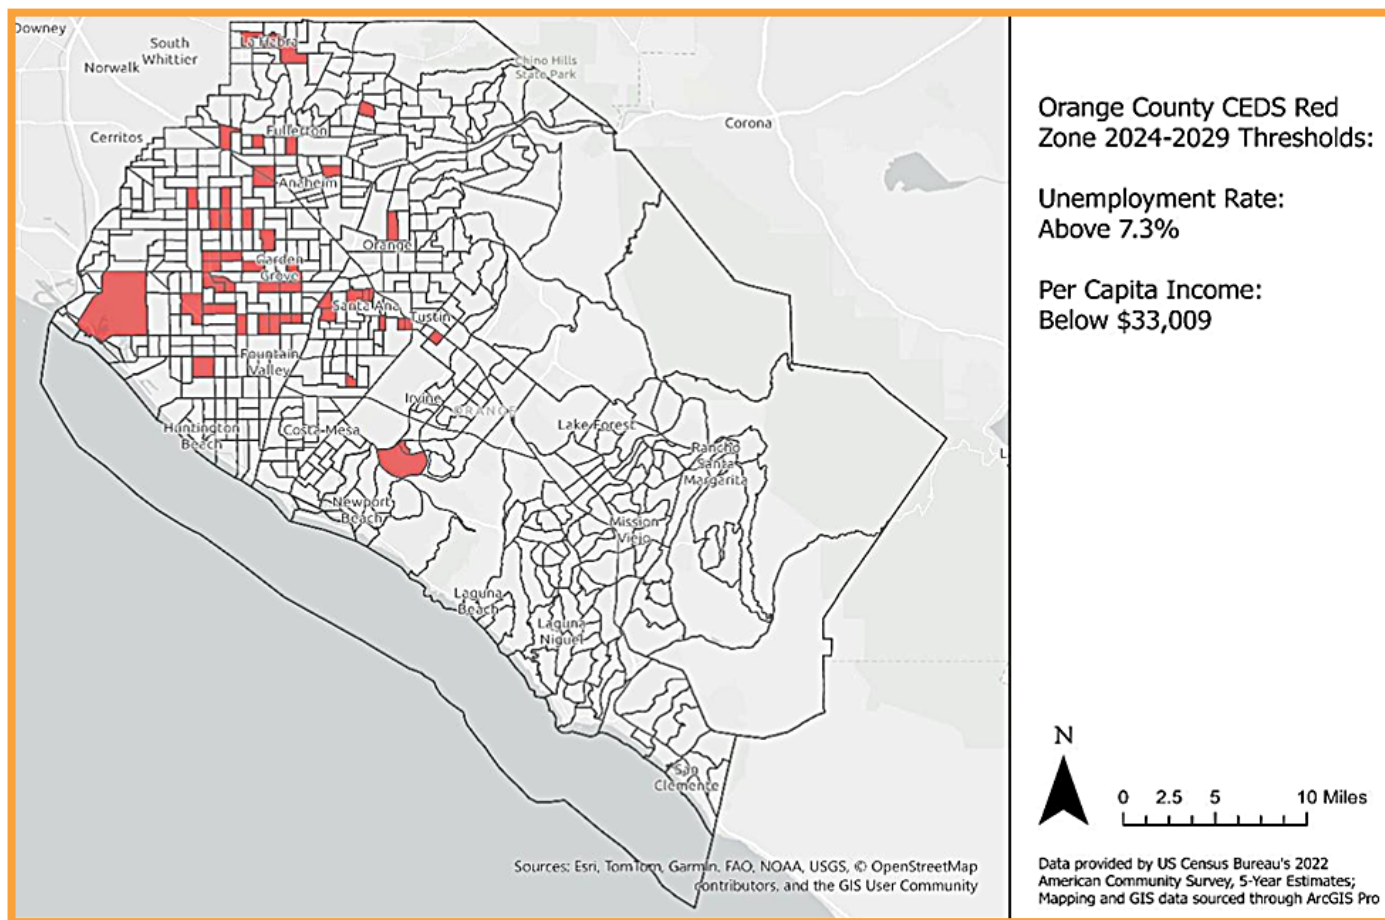 Downey
South
Whittier
Norwalk
La Habra
Chino Hills
State Park
Cerritos
Fullerton
Corona
Anaheim
Orange
Garden
Grove
Santa Ana
Tustin
Fountain
Valley
Irvine
ORANGE
Huntington
Beach
Costa Mesa
Lake Forest
Rancho
Santa
Margarita
Newport
Beach
Mission
Viejo
Laguna
Beach
Laguna
Niguel
San
Clemente
L
Sources: Esri, TomTom, Garmin, FAO, NOAA, USGS, © OpenStreetMap
contributors, and the GIS User Community
Orange County CEDS Red
Zone 2024-2029 Thresholds:
Unemployment Rate:
Above 7.3%
Per Capita Income:
Below $33,009
N
0 2.5 5 10 Miles
Data provided by US Census Bureau's 2022
American Community Survey, 5-Year Estimates;
Mapping and GIS data sourced through ArcGIS Pro